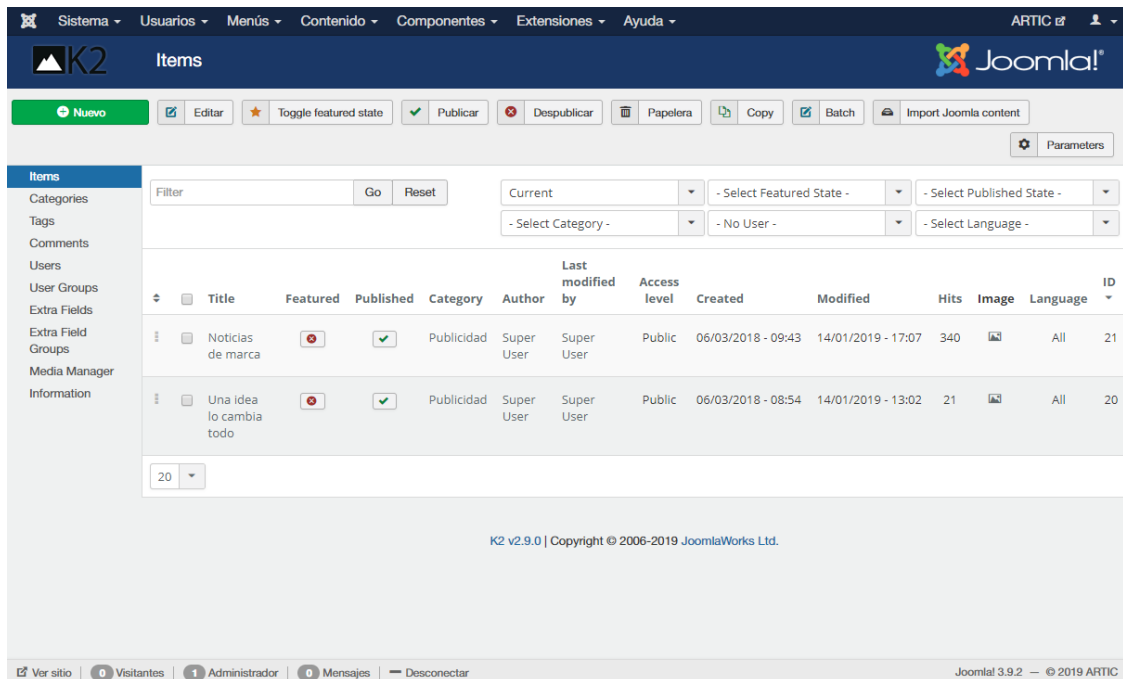 Sistema Usuarios Menús Contenido Componentes Extensiones Ayuda ARTIC
K2 Items Joomla!®
Nuevo Editar Toggle featured state Publicar Despublicar Papelera Copy Batch Import Joomla content
Parameters
Items
Categories
Tags
Comments
Users
User Groups
Extra Fields
Extra Field
Groups
Media Manager
Information
Filter Go Reset Current - Select Featured State - - Select Published State -
- Select Category - - No User - - Select Language -
Title Featured Published Category Author Last modified by Access level Created Modified Hits Image Language ID
Noticias de marca Publicidad Super User Super User Public 06/03/2018 - 09:43 14/01/2019 - 17:07 340 All 21
Una idea lo cambia todo Publicidad Super User Super User Public 06/03/2018 - 08:54 14/01/2019 - 13:02 21 All 20
20
K2 v2.9.0 | Copyright © 2006-2019 JoomlaWorks Ltd.
Ver sitio | 0 Visitantes | 1 Administrador | 0 Mensajes | Desconectar Joomla! 3.9.2 — © 2019 ARTIC